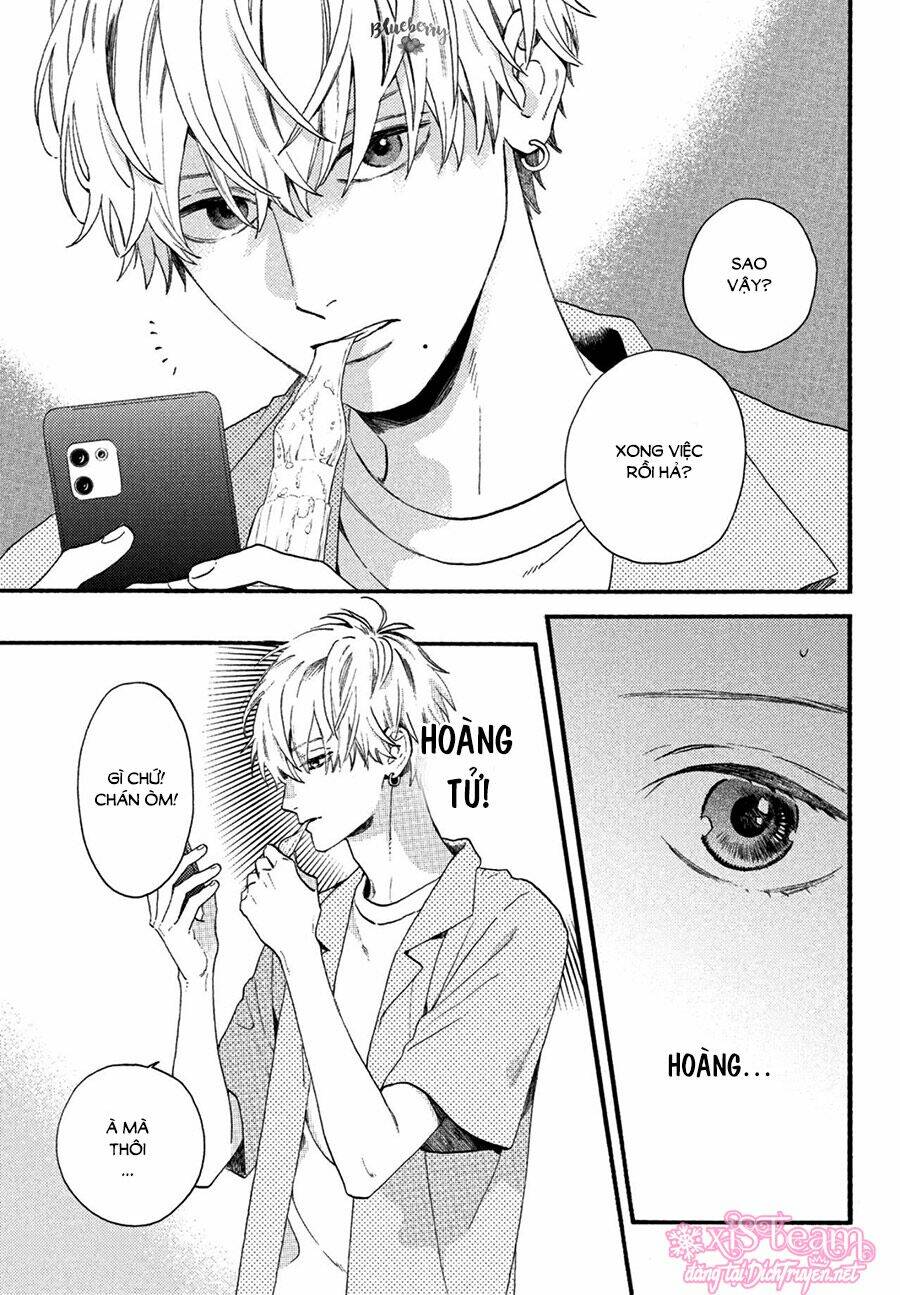 Blueberry
SAO
VẬY?
XONG VIỆC
RỒI HẢ?
HOÀNG...
HOÀNG
TỬ!
GÌ CHỨ!
CHÁN ÒM!
À MÀ
THÔI
...
xisTeam
đăng tại DichTruyen.net